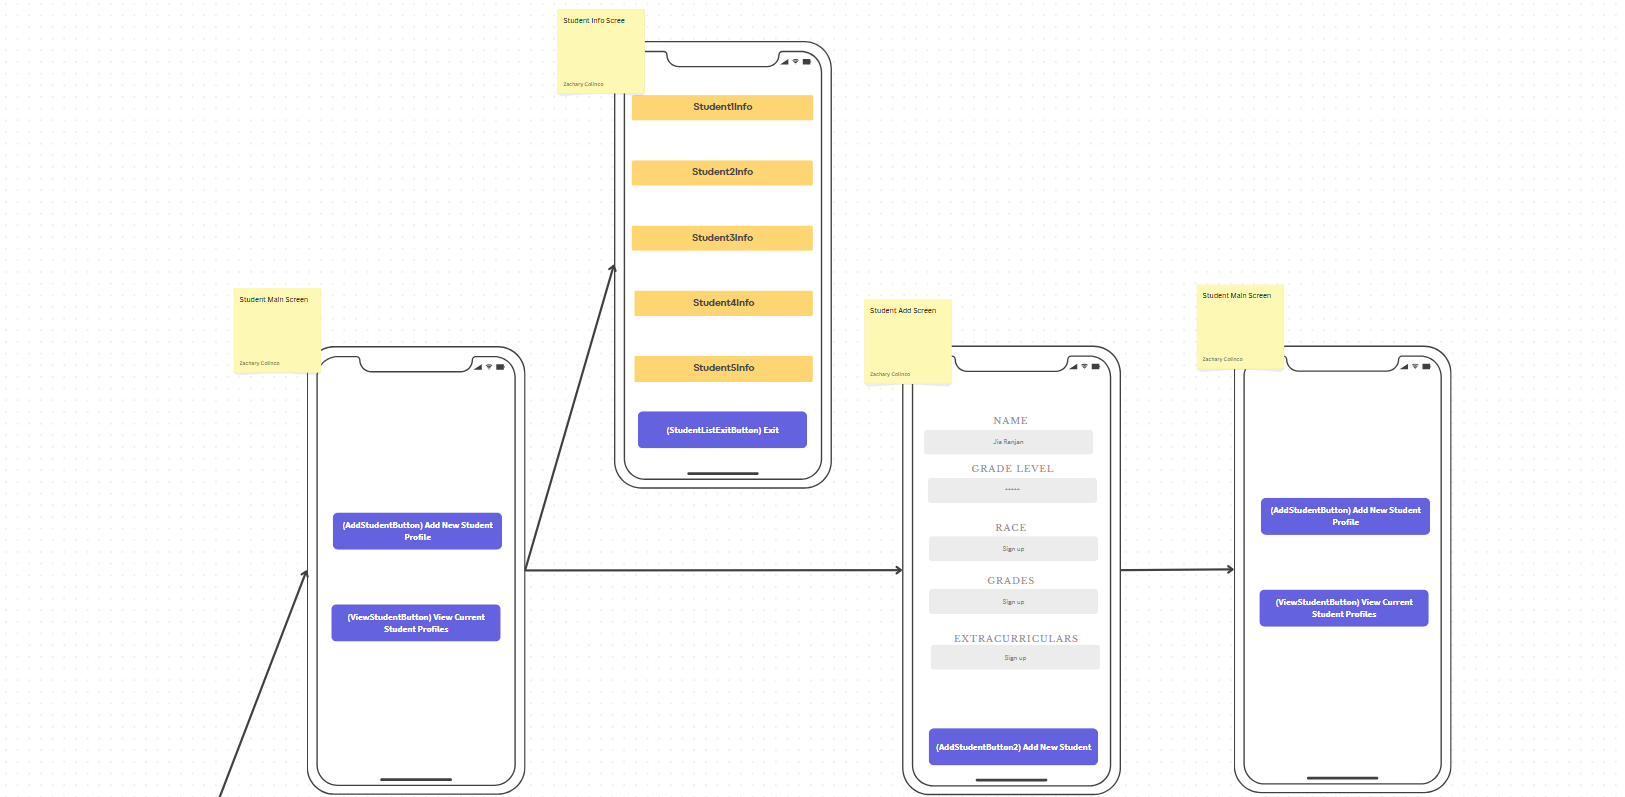 Student Info Scree
Zachary Colinco
Student1Info
Student2Info
Student3Info
Student4Info
Student5Info
(StudentListExitButton) Exit
Student Main Screen
Zachary Colinco
(AddStudentButton) Add New Student
Profile
(ViewStudentButton) View Current
Student Profiles
Student Add Screen
Zachary Colinco
NAME
Jia Ranjan
GRADE LEVEL
-----
RACE
Sign up
GRADES
Sign up
EXTRACURRICULARS
Sign up
(AddStudentButton2) Add New Student
Student Main Screen
Zachary Colinco
(AddStudentButton) Add New Student
Profile
(ViewStudentButton) View Current
Student Profiles